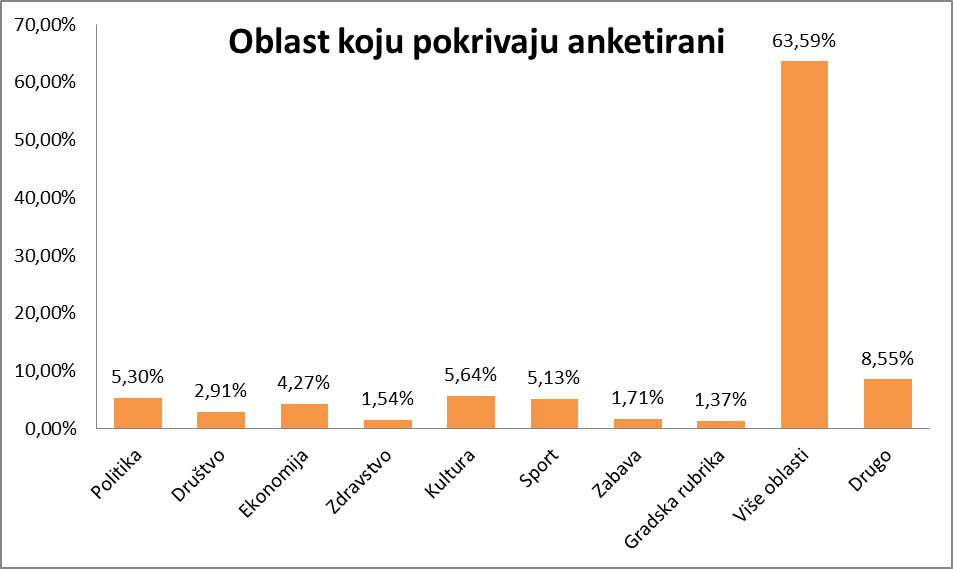 Oblast koju pokrivaju anketirani
70,00%
60,00%
50,00%
40,00%
30,00%
20,00%
10,00%
0,00%
5,30%
2,91%
4,27%
1,54%
5,64%
5,13%
1,71%
1,37%
63,59%
8,55%
Politika
Društvo
Ekonomija
Zdravstvo
Kultura
Sport
Zabava
Gradska rubrika
Više oblasti
Drugo